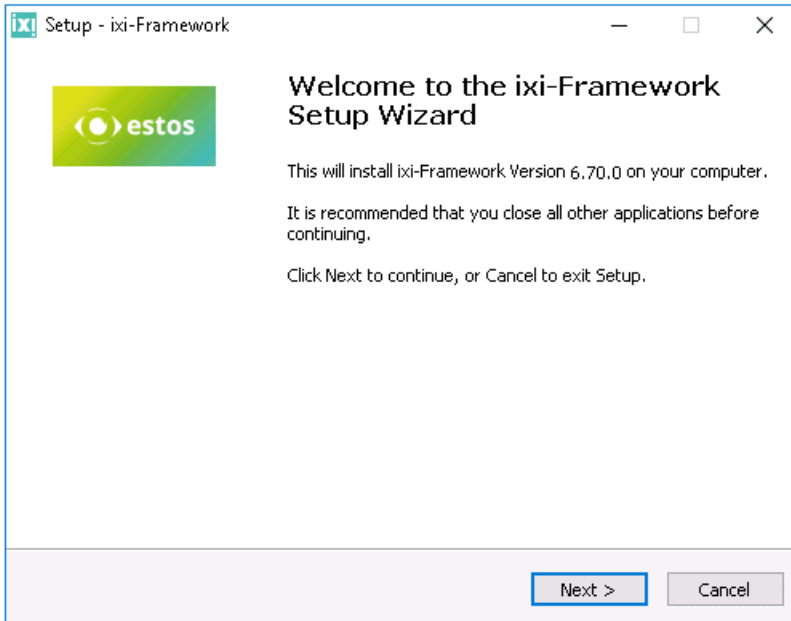 ixi Setup - ixi-Framework
estos
Welcome to the ixi-Framework
Setup Wizard
This will install ixi-Framework Version 6.70.0 on your computer.
It is recommended that you close all other applications before
continuing.
Click Next to continue, or Cancel to exit Setup.
Next >
Cancel